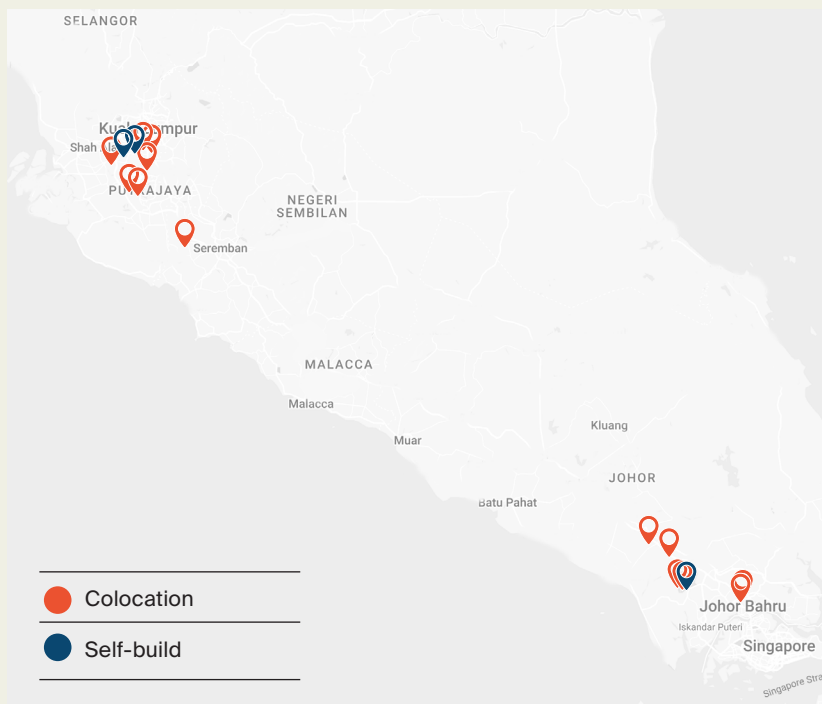 SELANGOR
Shah
NEGERI
SEMBILAN
Seremban
MALACCA
Malacca
Muar
Kluang
JOHOR
Batu Pahat
Colocation
Johor Bahru
Iskandar Puteri
Self-build
Singapore